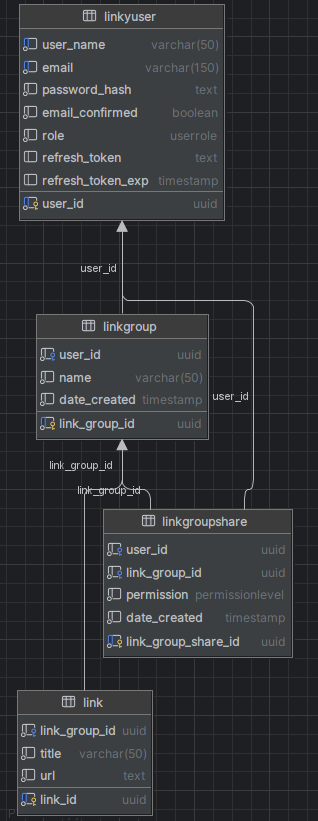 linkyuser
user_name varchar(50)
email varchar(150)
password_hash text
email_confirmed boolean
role userrole
refresh_token text
refresh_token_exp timestamp
user_id uuid
user_id
linkgroup
user_id uuid
name varchar(50)
date_created timestamp
link_group_id uuid
user_id
link_group_id
link_group_id
linkgroupshare
user_id uuid
link_group_id uuid
permission permissionlevel
date_created timestamp
link_group_share_id uuid
link
link_group_id uuid
title varchar(50)
url text
link_id uuid